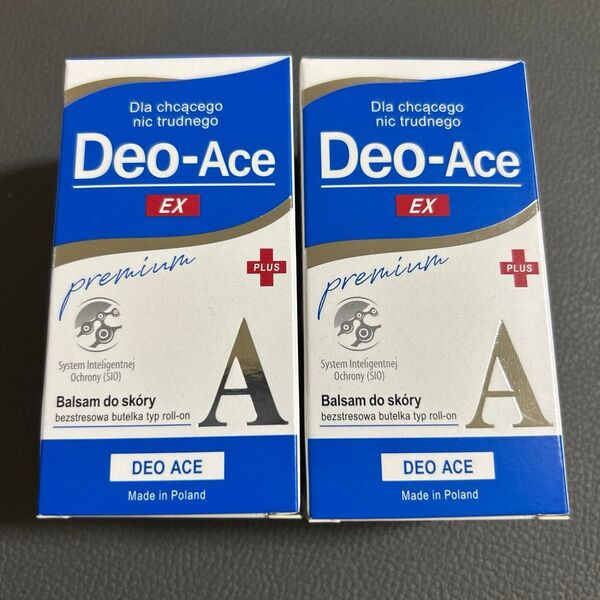 Dla chcącego
nic trudnego
Deo-Ace
EX
premium
PLUS
System Inteligentnej
Ochrony (SIO)
A
Balsam do skóry
bezstresowa butelka typ roll-on
DEO ACE
Made in Poland
Dla chcącego
nic trudnego
Deo-Ace
EX
premium
PLUS
System Inteligentnej
Ochrony (SIO)
A
Balsam do skóry
bezstresowa butelka typ roll-on
DEO ACE
Made in Poland